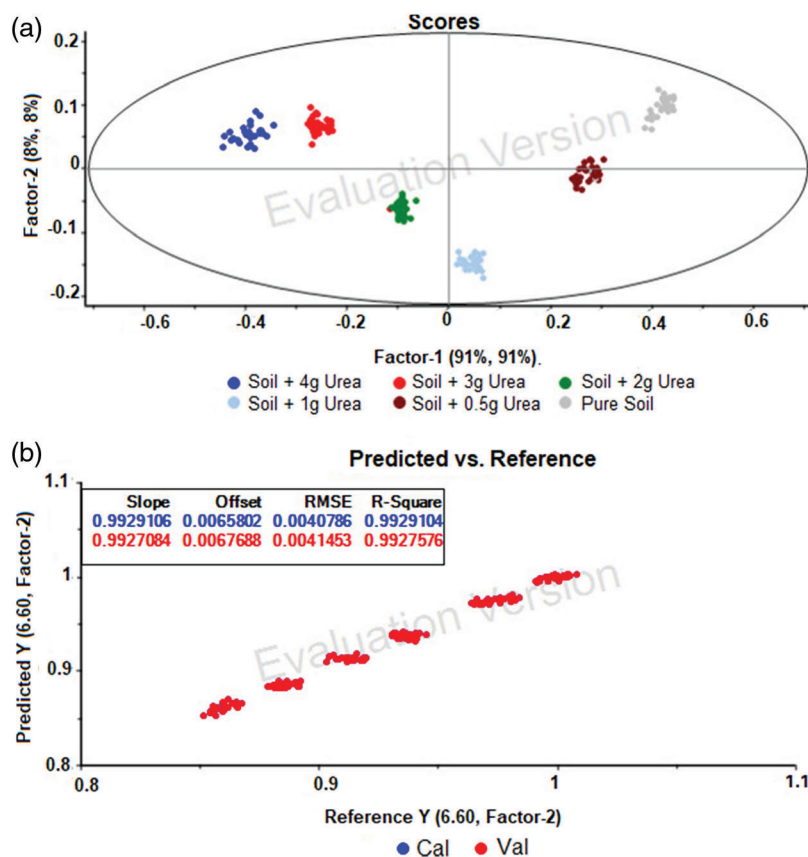 (a)
Scores
0.2
0.1
0
-0.1
-0.2
Factor-2 (8%, 8%)
Evaluation Version
-0.6 -0.4 -0.2 0 0.2 0.4 0.6
Factor-1 (91%, 91%).
Soil + 4g Urea Soil + 3g Urea Soil + 2g Urea
Soil + 1g Urea Soil + 0.5g Urea Pure Soil
(b)
Predicted vs. Reference
1.1
1
0.9
0.8
Predicted Y (6.60, Factor-2)
Slope Offset RMSE R-Square
0.9929106 0.0065802 0.0040786 0.9929104
0.9927084 0.0067688 0.0041453 0.9927576
Evaluation Version
0.8 0.9 1 1.1
Reference Y (6.60, Factor-2)
Cal Val